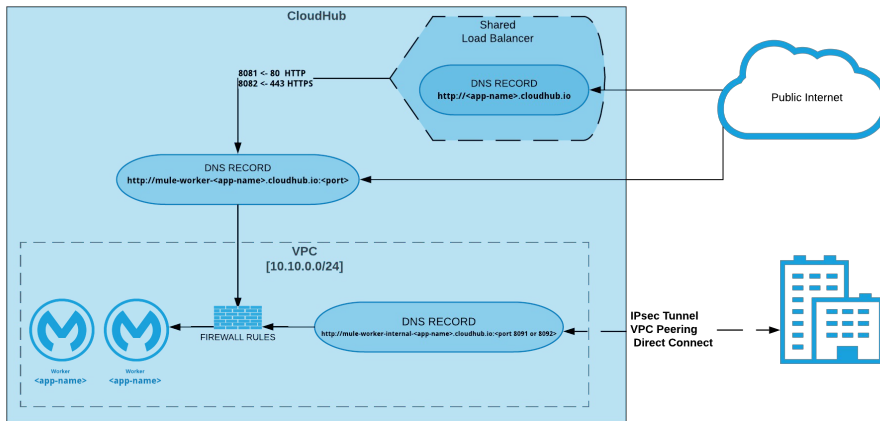 CloudHub
Shared
Load Balancer
DNS RECORD
http://<app-name>.cloudhub.io
Public Internet
8081 <- 80 HTTP
8082 <- 443 HTTPS
DNS RECORD
http://mule-worker-<app-name>.cloudhub.io:<port>
VPC
[10.10.0.0/24]
FIREWALL RULES
DNS RECORD
http://mule-worker-internal-<app-name>.cloudhub.io:<port 8091 or 8092>
IPsec Tunnel
VPC Peering
Direct Connect
Worker
<app-name>
Worker
<app-name>